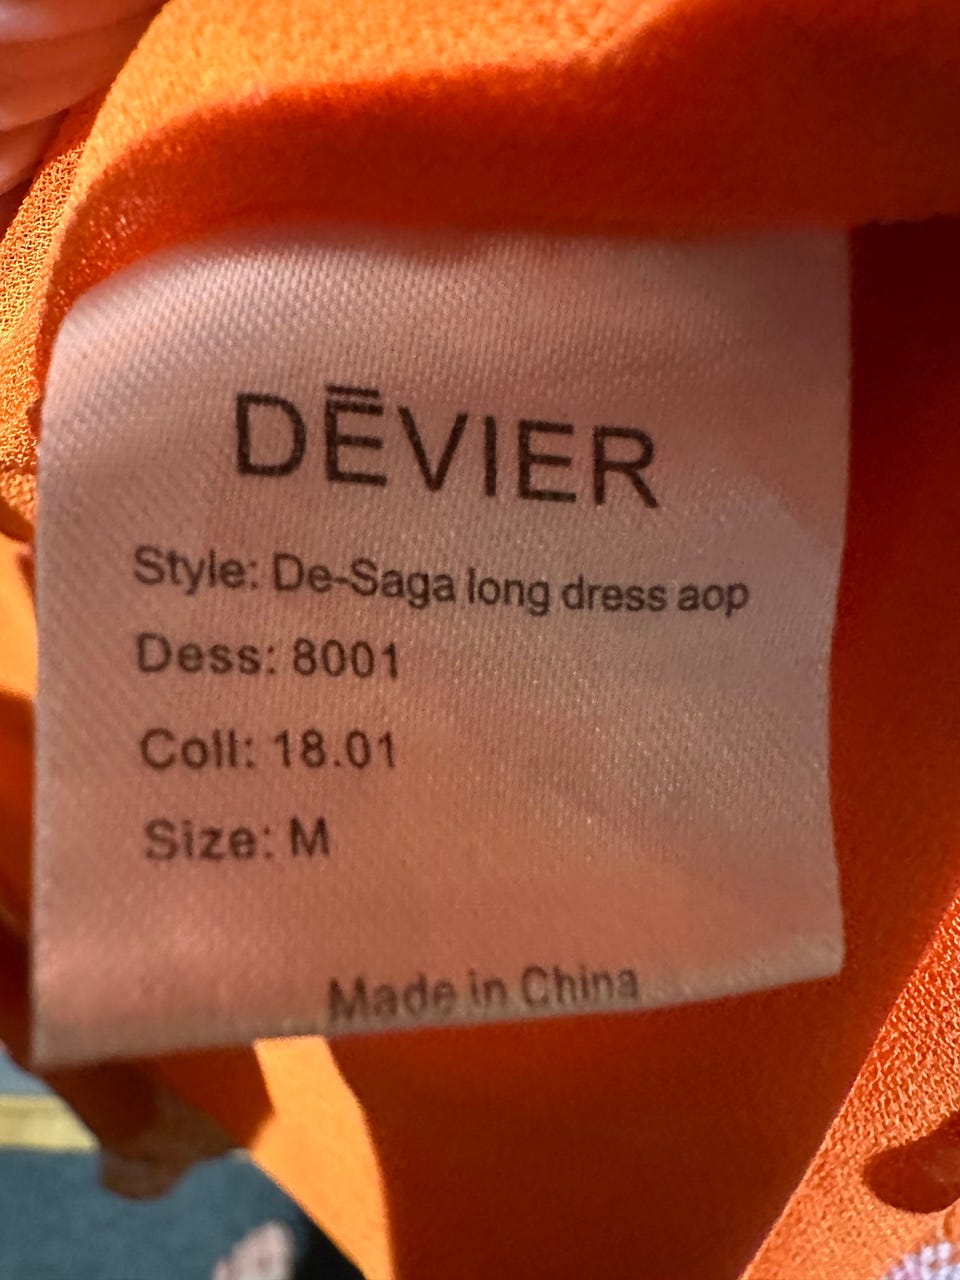 DĒVIER
Style: De-Saga long dress aop
Dess: 8001
Coll: 18.01
Size: M
Made in China